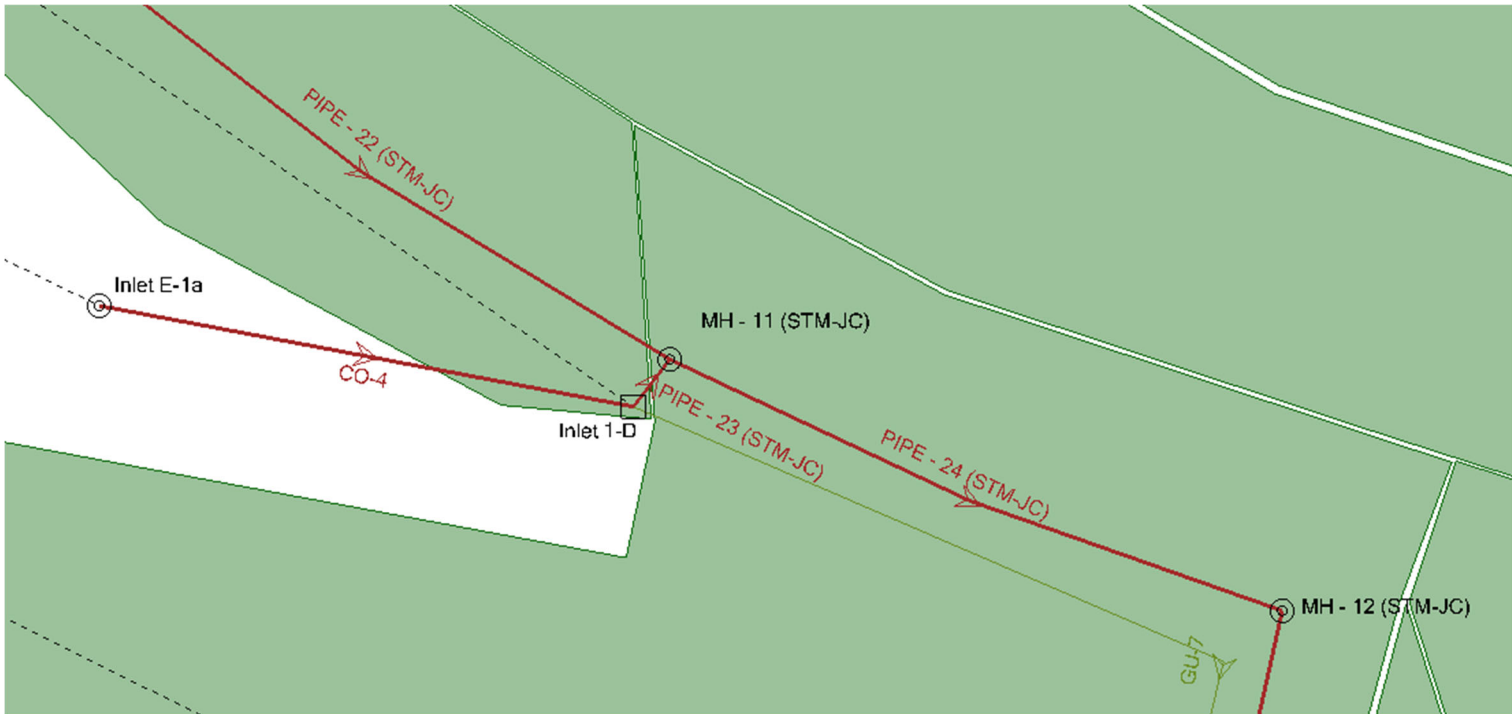 PIPE - 22 (STM-JC)
Inlet E-1a
MH - 11 (STM-JC)
CO-4
Inlet 1-D
PIPE - 23 (STM-JC)
PIPE - 24 (STM-JC)
MH - 12 (STM-JC)
GU-7